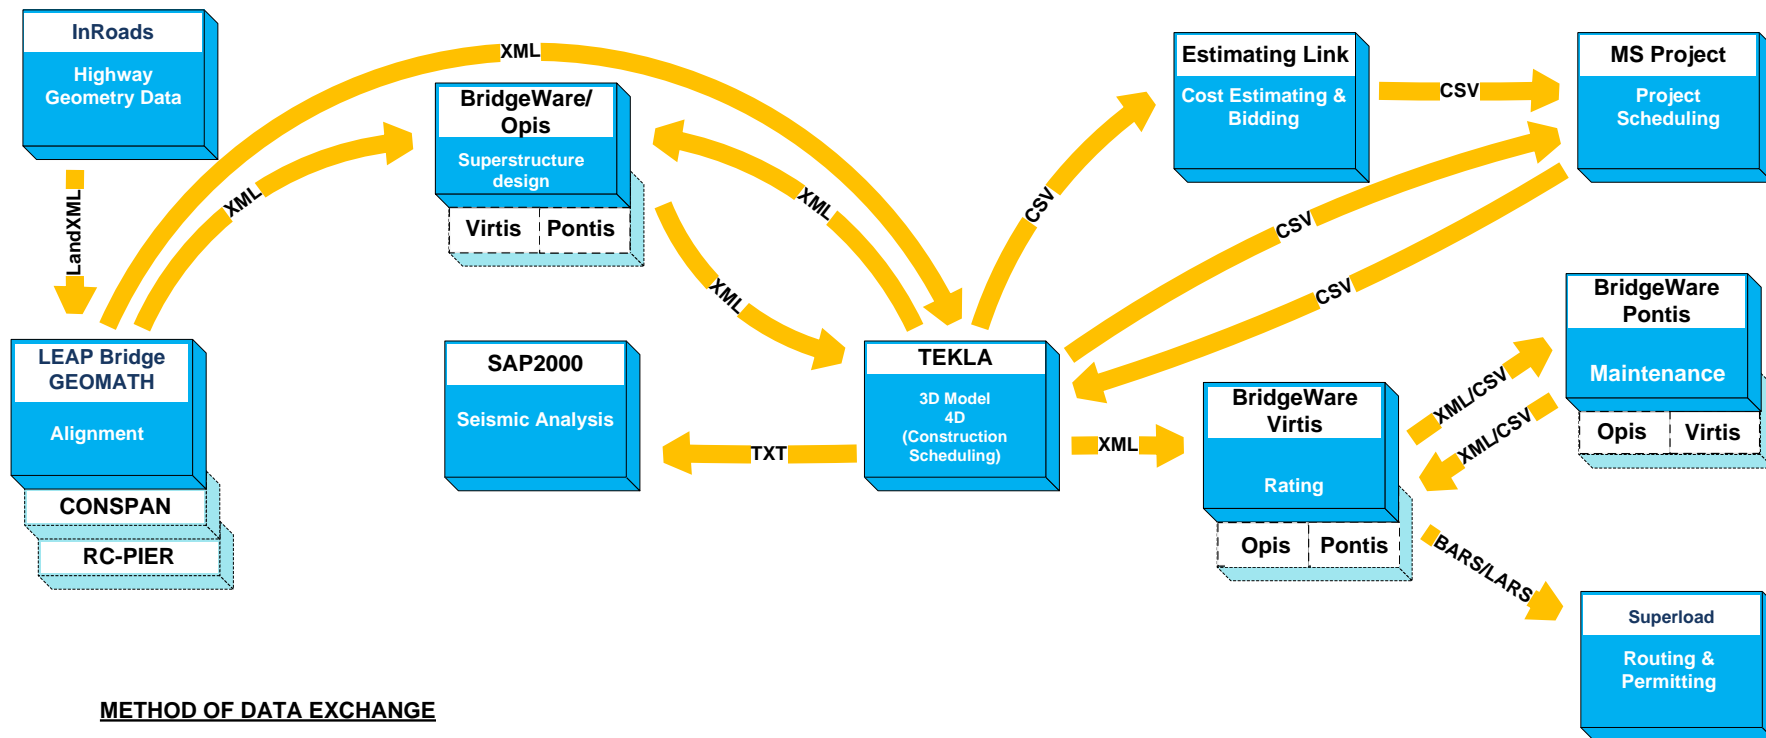 InRoads
Highway
Geometry Data
XML
BridgeWare/
Opis
Superstructure
design
Virtis
Pontis
Estimating Link
Cost Estimating &
Bidding
CSV
MS Project
Project
Scheduling
LandXML
XML
XML
XML
CSV
CSV
CSV
LEAP Bridge
GEOMATH
Alignment
CONSPAN
RC-PIER
SAP2000
Seismic Analysis
TXT
TEKLA
3D Model
4D
(Construction
Scheduling)
XML
BridgeWare
Virtis
Rating
Opis
Pontis
XML/CSV
XML/CSV
BridgeWare
Pontis
Maintenance
Opis
Virtis
BARS/LARS
Superload
Routing &
Permitting
METHOD OF DATA EXCHANGE